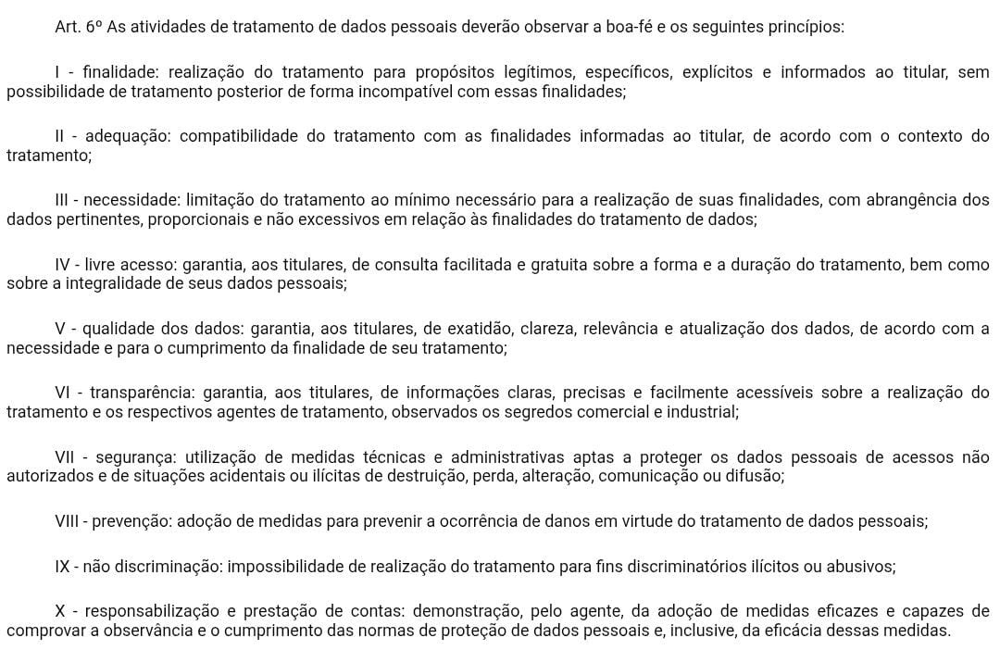 Art. 6º As atividades de tratamento de dados pessoais deverão observar a boa-fé e os seguintes princípios:
I - finalidade: realização do tratamento para propósitos legítimos, específicos, explícitos e informados ao titular, sem
possibilidade de tratamento posterior de forma incompatível com essas finalidades;
II - adequação: compatibilidade do tratamento com as finalidades informadas ao titular, de acordo com o contexto do
tratamento;
III - necessidade: limitação do tratamento ao mínimo necessário para a realização de suas finalidades, com abrangência dos
dados pertinentes, proporcionais e não excessivos em relação às finalidades do tratamento de dados;
IV - livre acesso: garantia, aos titulares, de consulta facilitada e gratuita sobre a forma e a duração do tratamento, bem como
sobre a integralidade de seus dados pessoais;
V - qualidade dos dados: garantia, aos titulares, de exatidão, clareza, relevância e atualização dos dados, de acordo com a
necessidade e para o cumprimento da finalidade de seu tratamento;
VI - transparência: garantia, aos titulares, de informações claras, precisas e facilmente acessíveis sobre a realização do
tratamento e os respectivos agentes de tratamento, observados os segredos comercial e industrial;
VII - segurança: utilização de medidas técnicas e administrativas aptas a proteger os dados pessoais de acessos não
autorizados e de situações acidentais ou ilícitas de destruição, perda, alteração, comunicação ou difusão;
VIII - prevenção: adoção de medidas para prevenir a ocorrência de danos em virtude do tratamento de dados pessoais;
IX - não discriminação: impossibilidade de realização do tratamento para fins discriminatórios ilícitos ou abusivos;
X - responsabilização e prestação de contas: demonstração, pelo agente, da adoção de medidas eficazes e capazes de
comprovar a observância e o cumprimento das normas de proteção de dados pessoais e, inclusive, da eficácia dessas medidas.